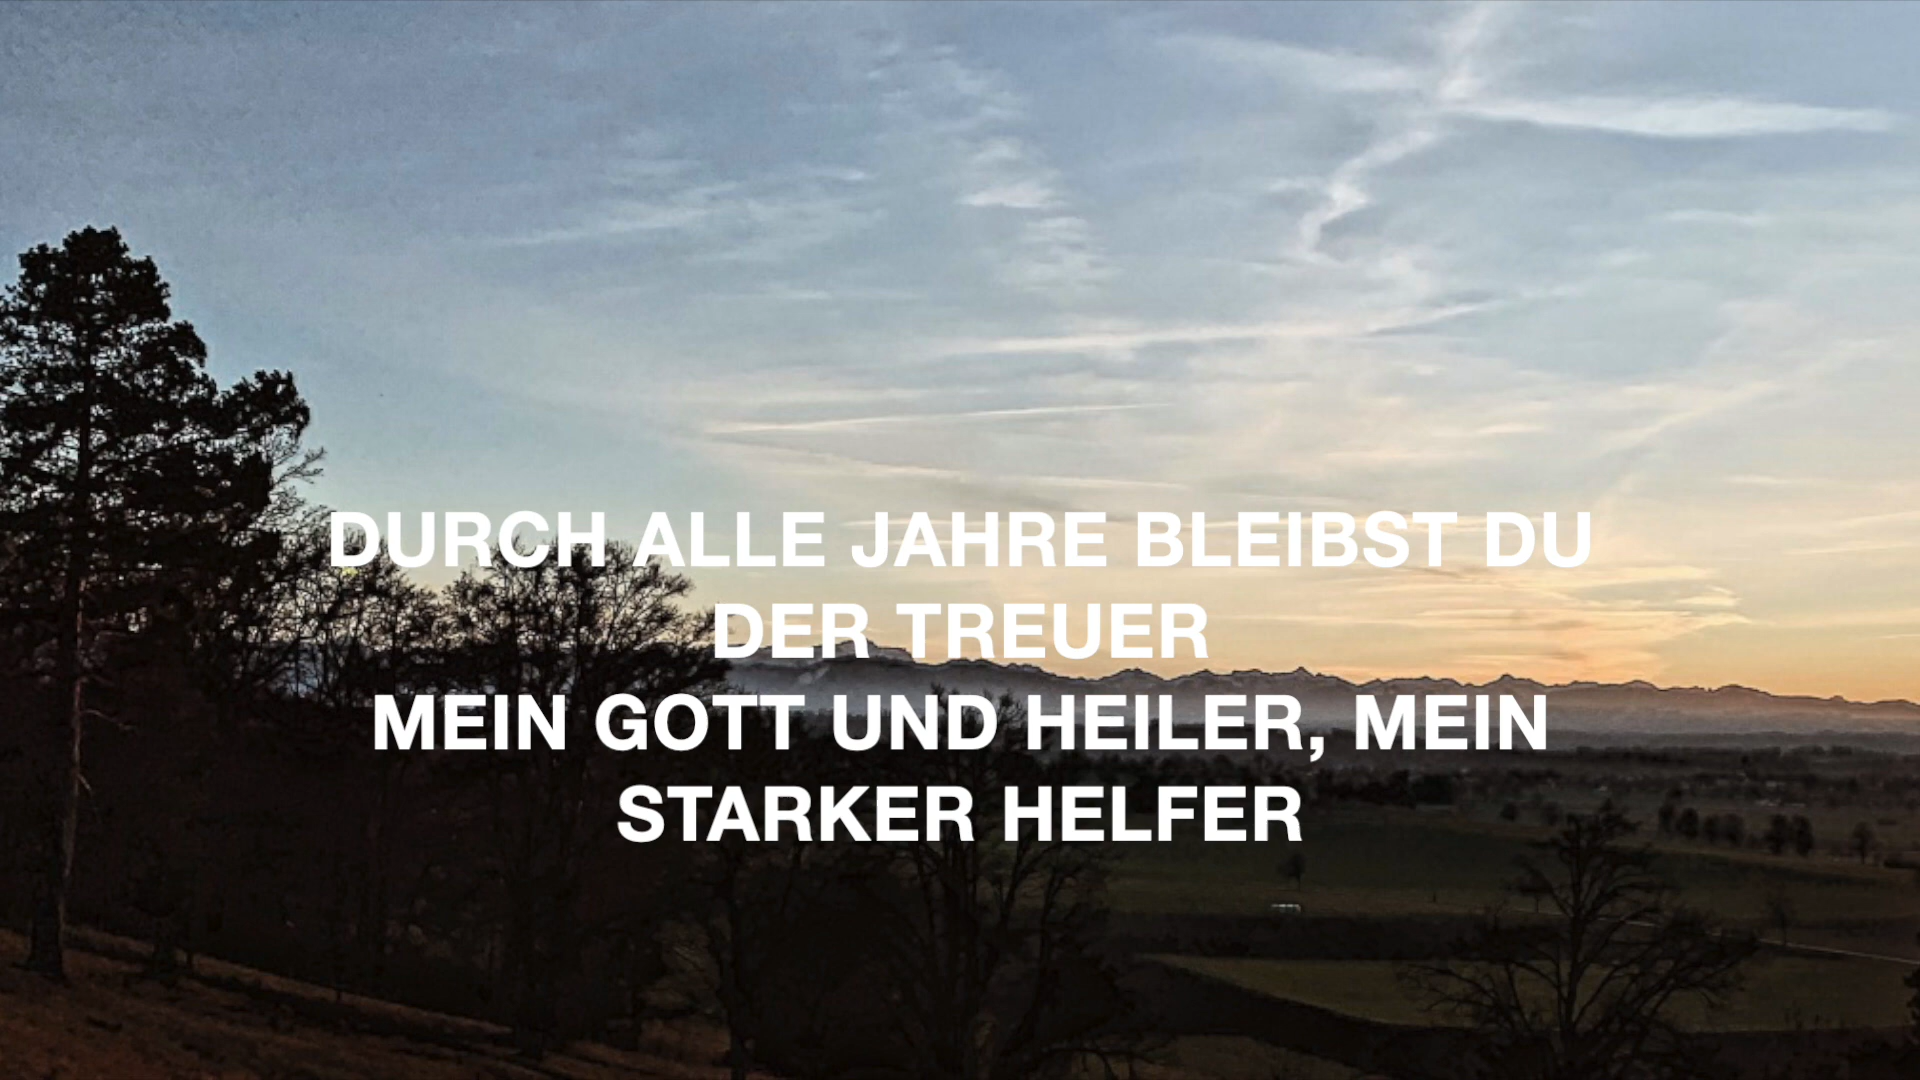 DURCH ALLE JAHRE BLEIBST DU
DER TREUER
MEIN GOTT UND HEILER, MEIN
STARKER HELFER